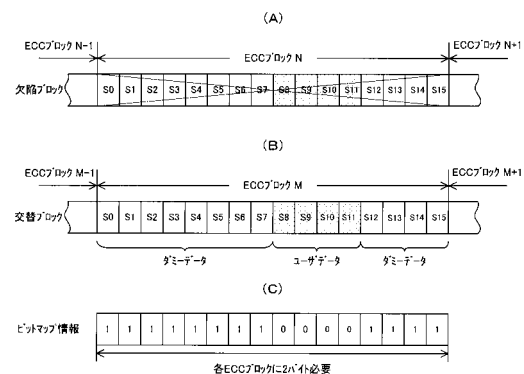 (A)
ECCブロック N-1 ECCブロック N ECCブロック N+1
欠陥ブロック S0 S1 S2 S3 S4 S5 S6 S7 S8 S9 S10 S11 S12 S13 S14 S15
(B)
ECCブロック M-1 ECCブロック M ECCブロック M+1
交替ブロック S0 S1 S2 S3 S4 S5 S6 S7 S8 S9 S10 S11 S12 S13 S14 S15
ダミーデータ ユーザデータ ダミーデータ
(C)
ビットマップ情報 1 1 1 1 1 1 1 1 0 0 0 0 1 1 1 1
各ECCブロックに2バイト必要